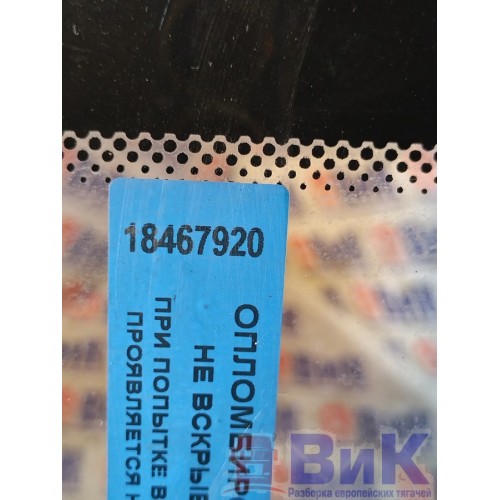 18467920
ОПЛОМБИР
НЕ ВСКРЫВ
ПРИ ПОПЫТКЕ В
ПРОЯВЛЯЕТСЯ Н
ВиК
Разборка европейских тягачей